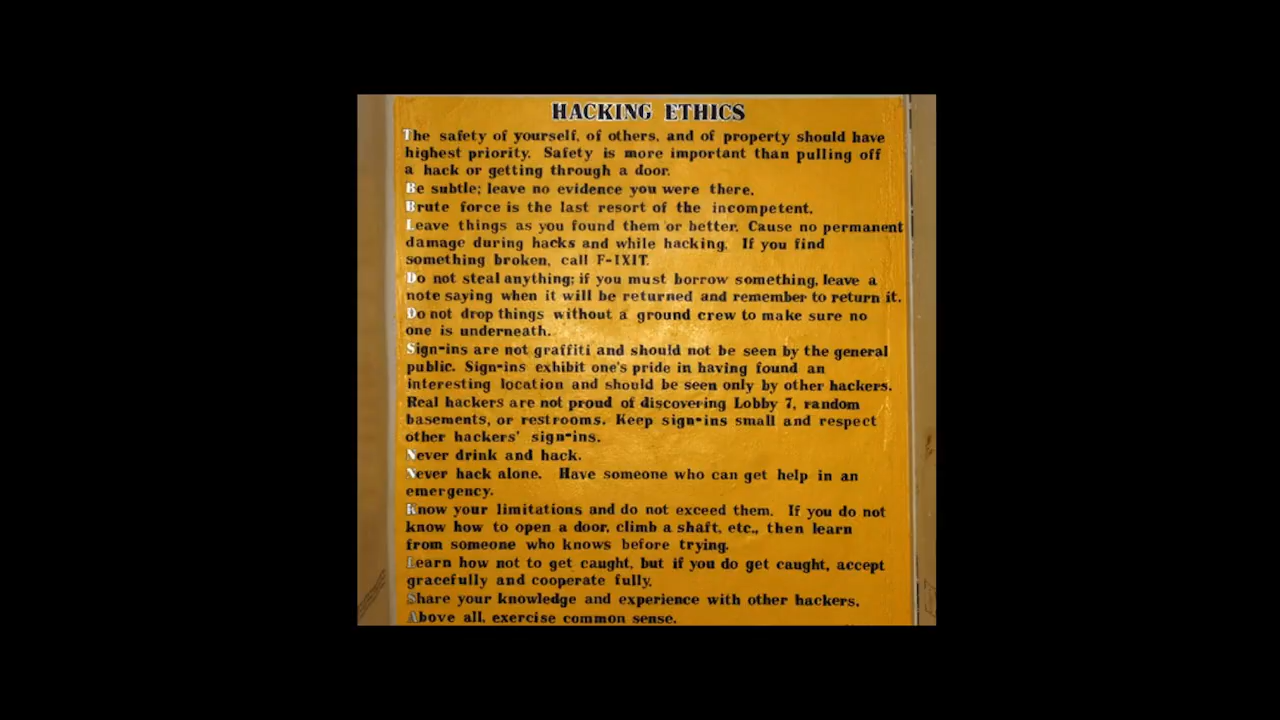 HACKING ETHICS
The safety of yourself, of others, and of property should have
highest priority. Safety is more important than pulling off
a hack or getting through a door.
Be subtle; leave no evidence you were there.
Brute force is the last resort of the incompetent.
Leave things as you found them or better. Cause no permanent
damage during hacks and while hacking. If you find
something broken, call F-IXIT.
Do not steal anything; if you must borrow something, leave a
note saying when it will be returned and remember to return it.
Do not drop things without a ground crew to make sure no
one is underneath.
Sign-ins are not graffiti and should not be seen by the general
public. Sign-ins exhibit one's pride in having found an
interesting location and should be seen only by other hackers.
Real hackers are not proud of discovering Lobby 7, random
basements, or restrooms. Keep sign-ins small and respect
other hackers' sign-ins.
Never drink and hack.
Never hack alone. Have someone who can get help in an
emergency.
Know your limitations and do not exceed them. If you do not
know how to open a door, climb a shaft, etc., then learn
from someone who knows before trying.
Learn how not to get caught, but if you do get caught, accept
gracefully and cooperate fully.
Share your knowledge and experience with other hackers.
Above all, exercise common sense.